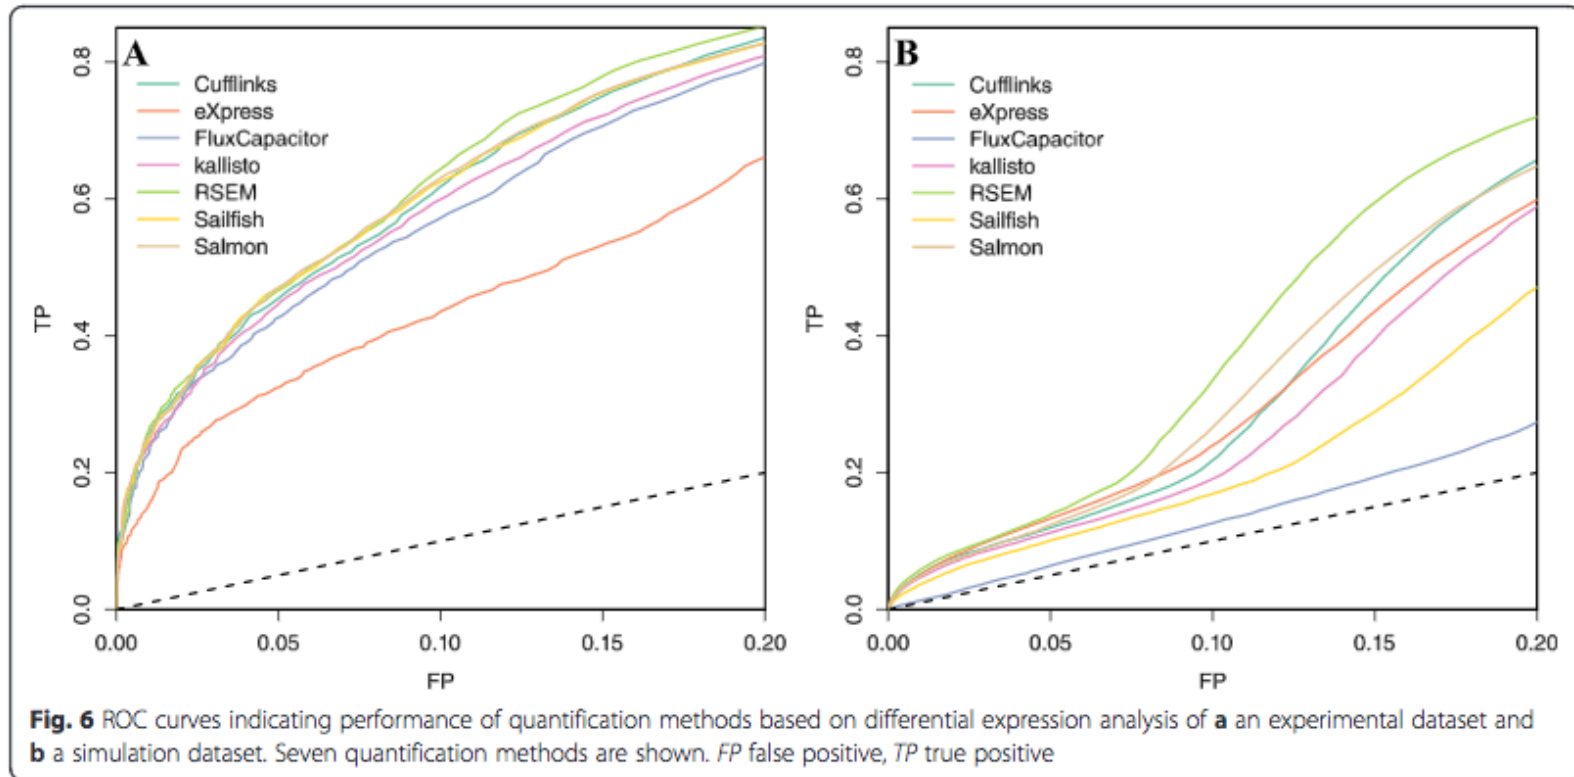 A
Cufflinks
eXpress
FluxCapacitor
kallisto
RSEM
Sailfish
Salmon
TP
0.8
0.6
0.4
0.2
0.0
0.00 0.05 0.10 0.15 0.20
FP
B
Cufflinks
eXpress
FluxCapacitor
kallisto
RSEM
Sailfish
Salmon
TP
0.8
0.6
0.4
0.2
0.0
0.00 0.05 0.10 0.15 0.20
FP
Fig. 6 ROC curves indicating performance of quantification methods based on differential expression analysis of a an experimental dataset and
b a simulation dataset. Seven quantification methods are shown. FP false positive, TP true positive